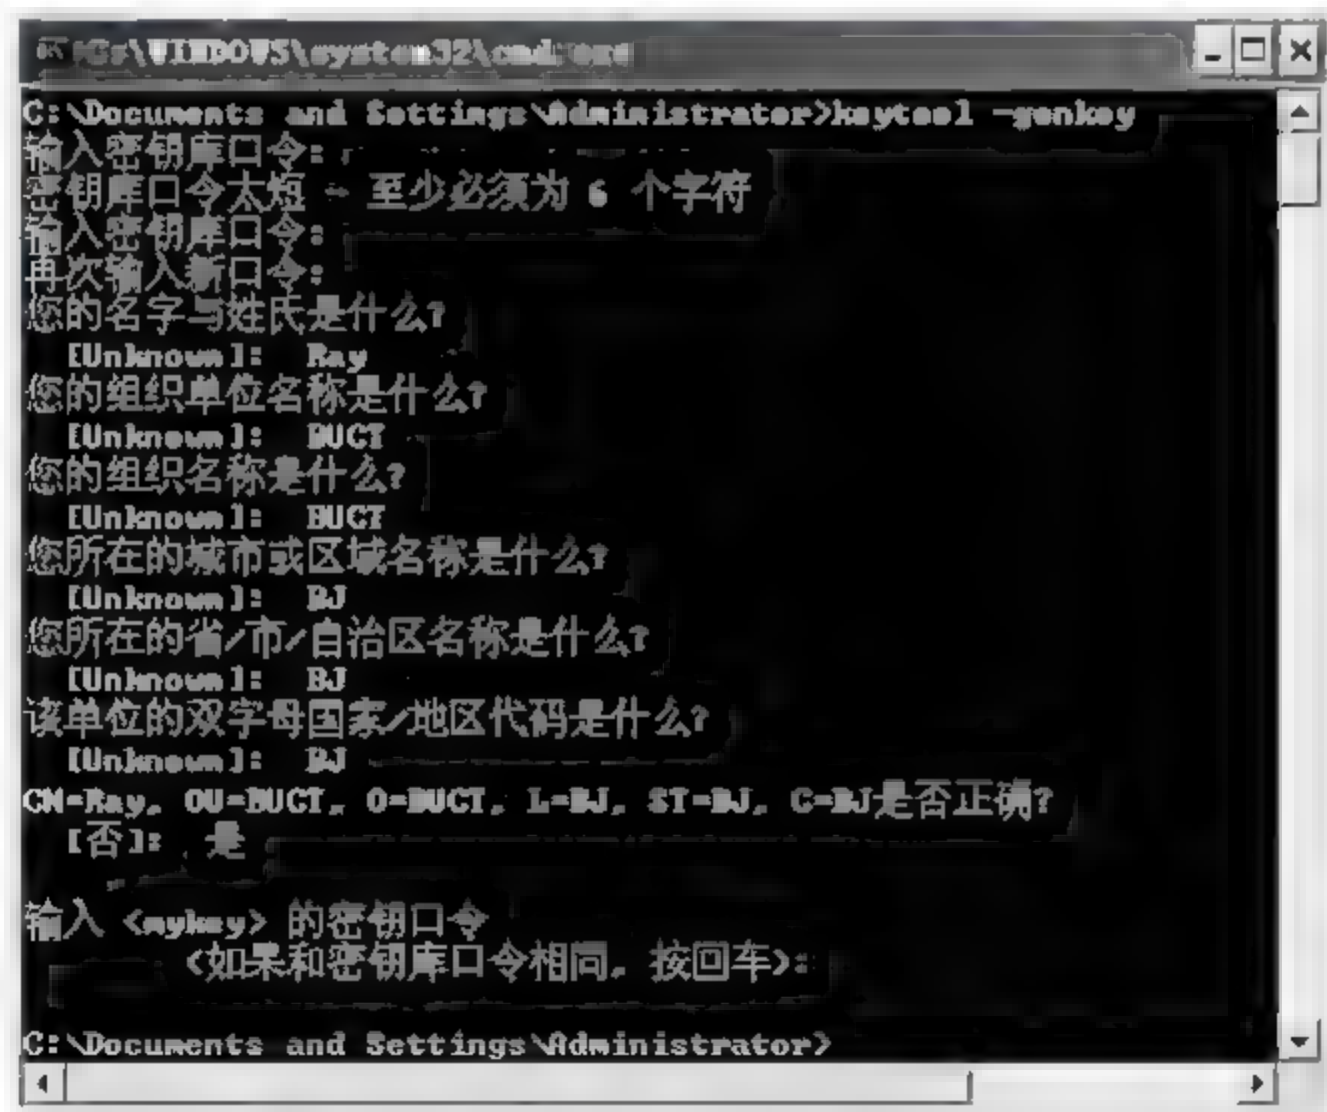 C:\WINDOWS\system32\cmd.exe
C:\Documents and Settings\Administrator>keytool -genkey
输入密钥库口令:
密钥库口令太短 - 至少必须为 6 个字符
输入密钥库口令:
再次输入新口令:
您的名字与姓氏是什么?
[Unknown]: Ray
您的组织单位名称是什么?
[Unknown]: BUCT
您的组织名称是什么?
[Unknown]: BUCT
您所在的城市或区域名称是什么?
[Unknown]: BJ
您所在的省/市/自治区名称是什么?
[Unknown]: BJ
该单位的双字母国家/地区代码是什么?
[Unknown]: BJ
CN=Ray, OU=BUCT, O=BUCT, L=BJ, ST=BJ, C=BJ是否正确?
[否]: 是
输入 <mykey> 的密钥口令
(如果和密钥库口令相同, 按回车):
C:\Documents and Settings\Administrator>